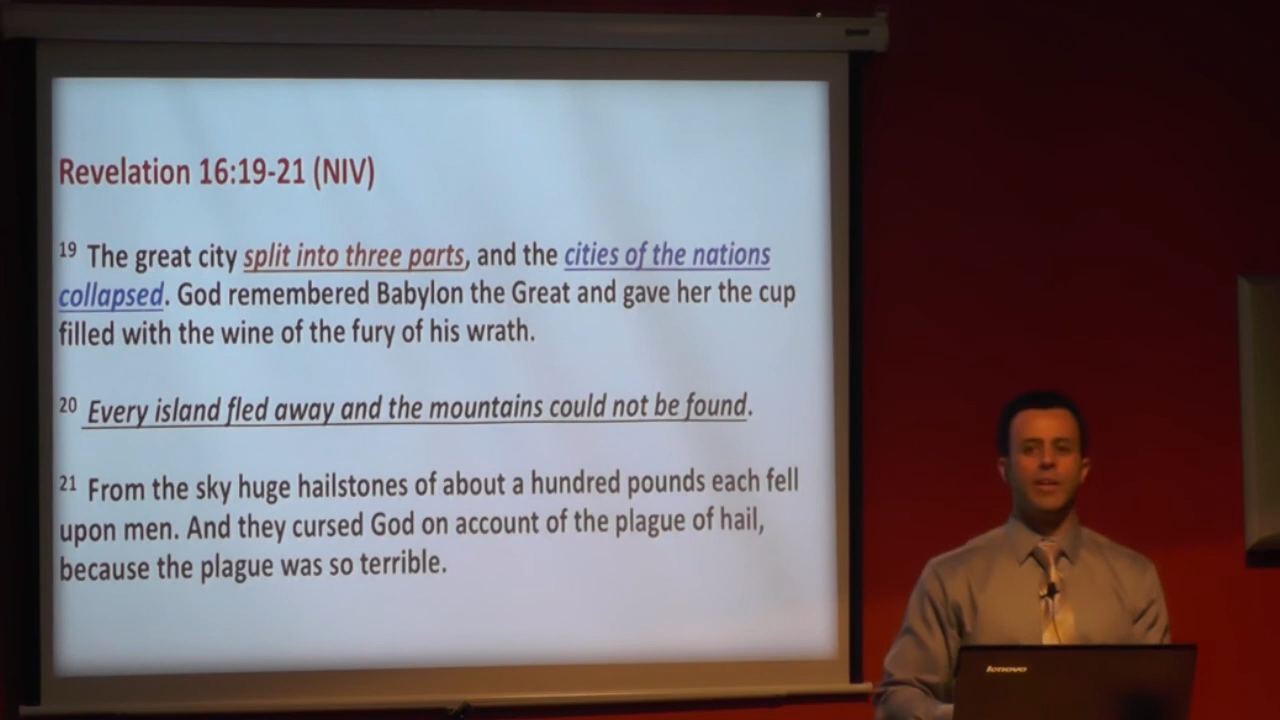 Revelation 16:19-21 (NIV)
19 The great city split into three parts, and the cities of the nations
collapsed. God remembered Babylon the Great and gave her the cup
filled with the wine of the fury of his wrath.
20 Every island fled away and the mountains could not be found.
21 From the sky huge hailstones of about a hundred pounds each fell
upon men. And they cursed God on account of the plague of hail,
because the plague was so terrible.
lenovo